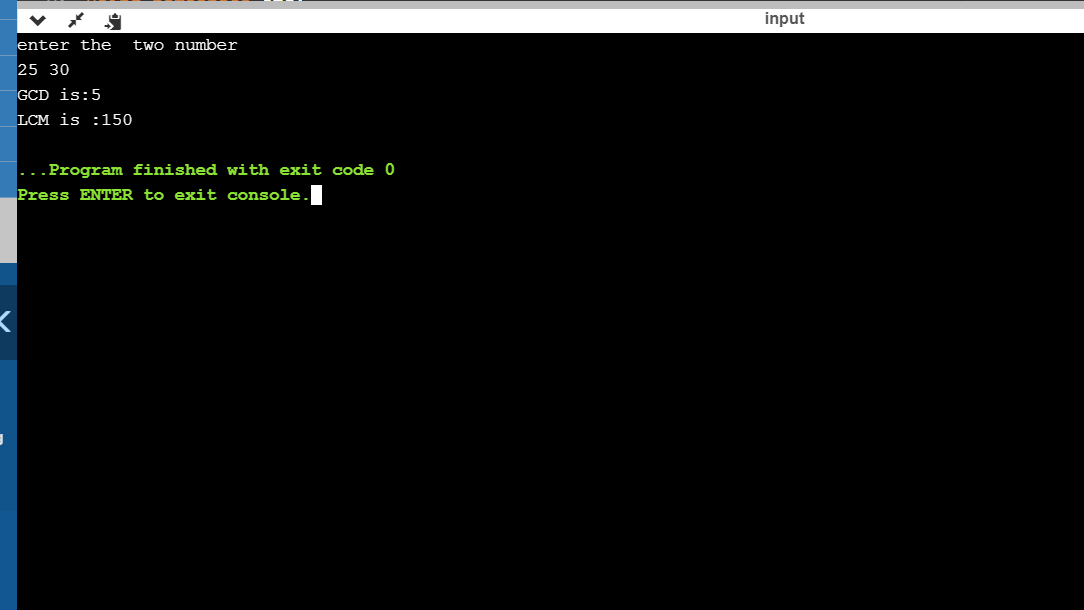 input
enter the  two number
25 30
GCD is:5
LCM is :150
...Program finished with exit code 0
Press ENTER to exit console.